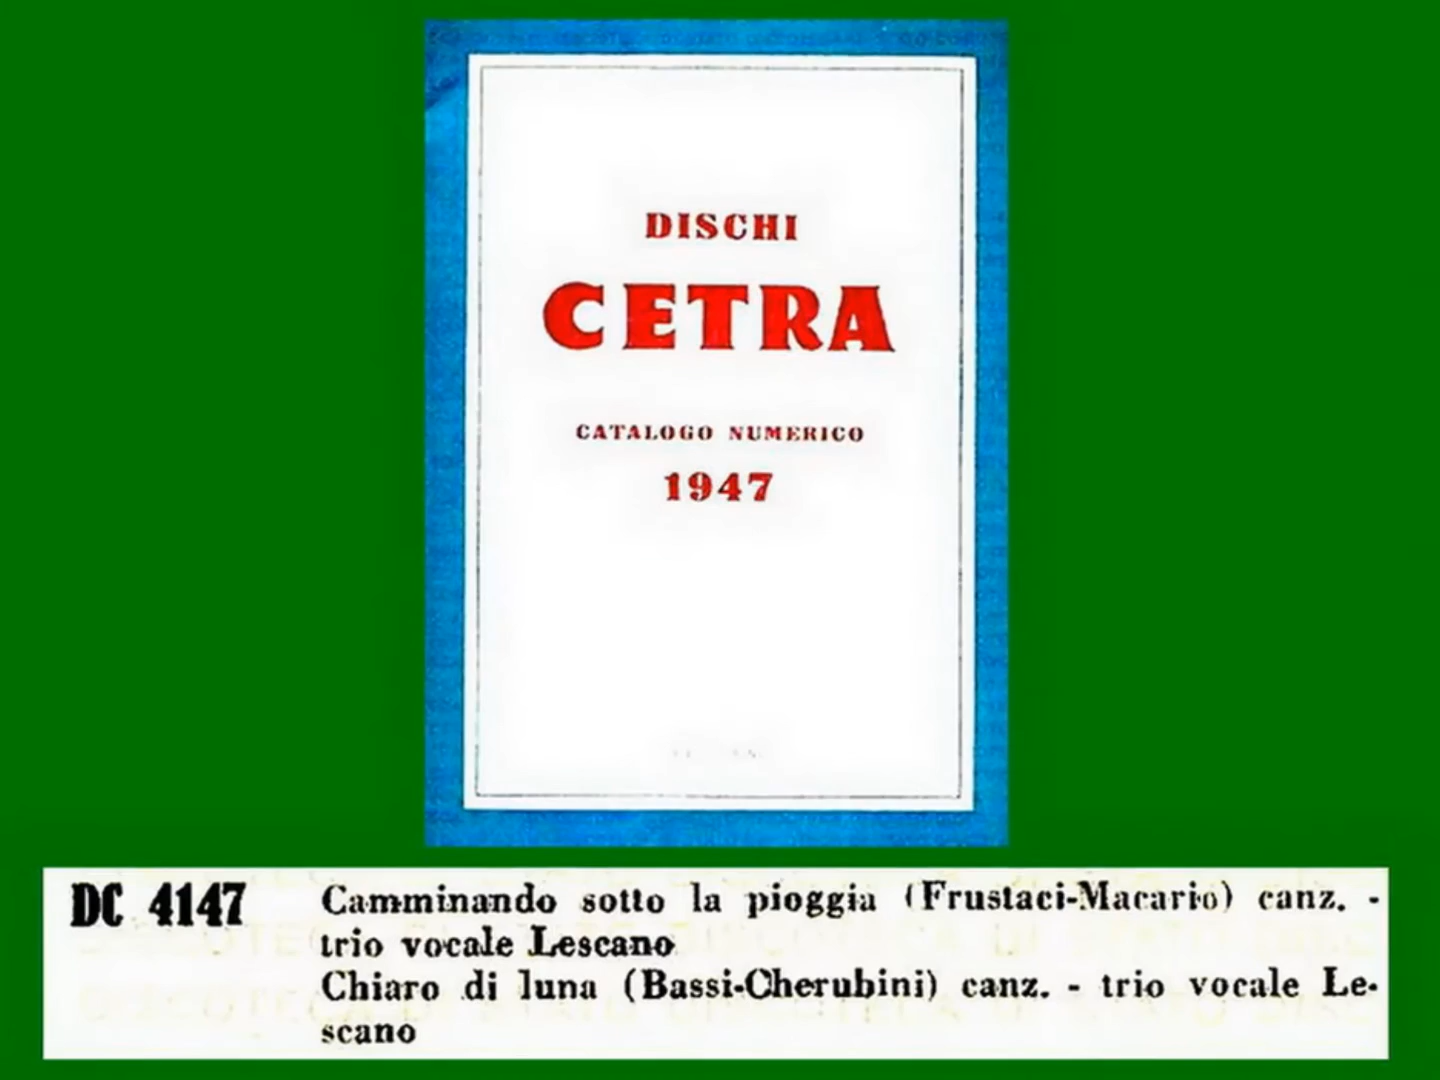 DISCHI
CETRA
CATALOGO NUMERICO
1947
DC 4147 Camminando sotto la pioggia (Frustaci-Macario) canz. -
trio vocale Lescano
Chiaro di luna (Bassi-Cherubini) canz. - trio vocale Le-
scano